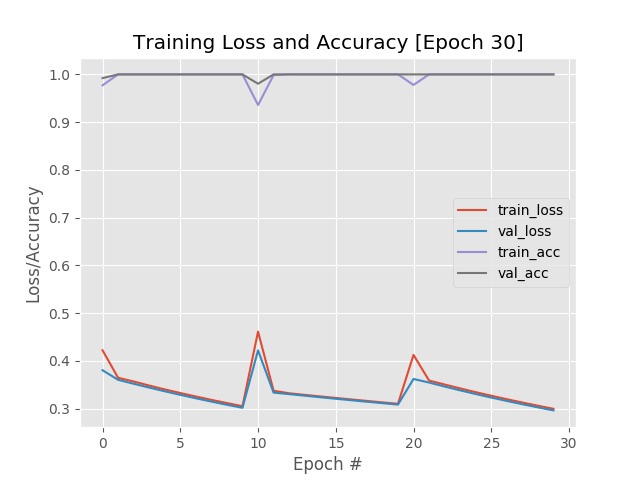 Training Loss and Accuracy [Epoch 30]
1.0
0.9
0.8
0.7
0.6
0.5
0.4
0.3
Loss/Accuracy
train_loss
val_loss
train_acc
val_acc
0 5 10 15 20 25 30
Epoch #